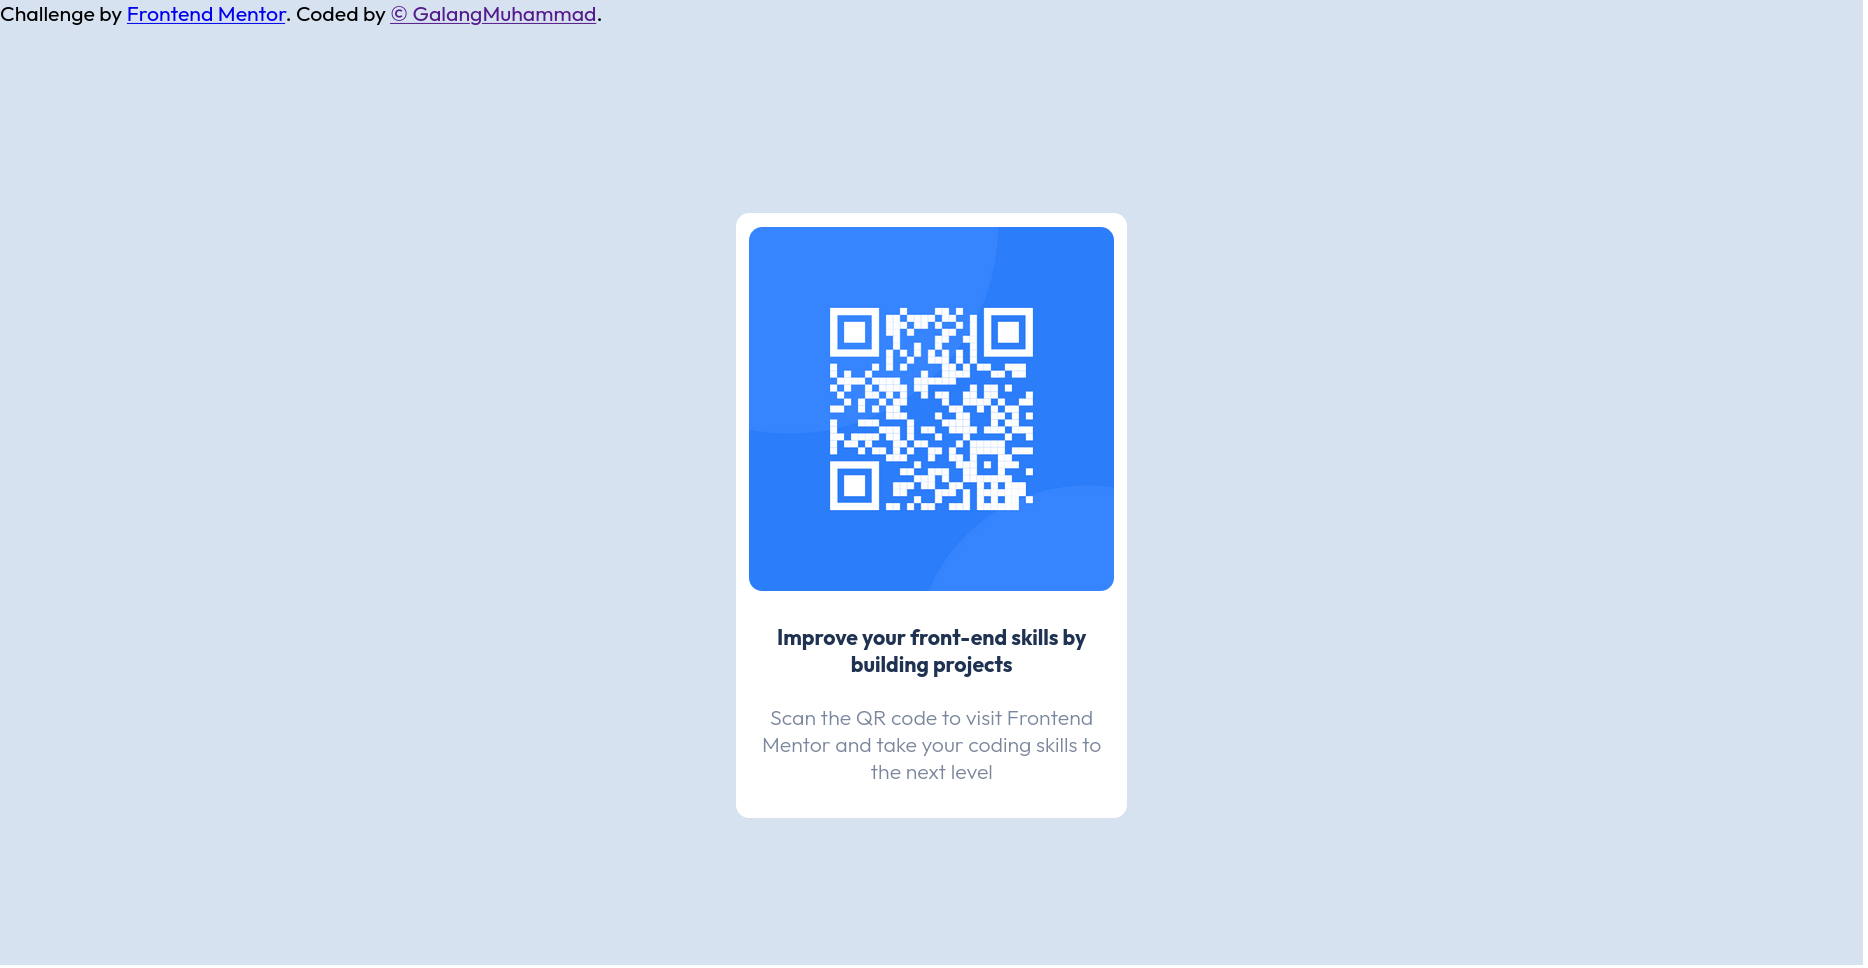 Challenge by Frontend Mentor. Coded by © GalangMuhammad.
Improve your front-end skills by
building projects
Scan the QR code to visit Frontend
Mentor and take your coding skills to
the next level